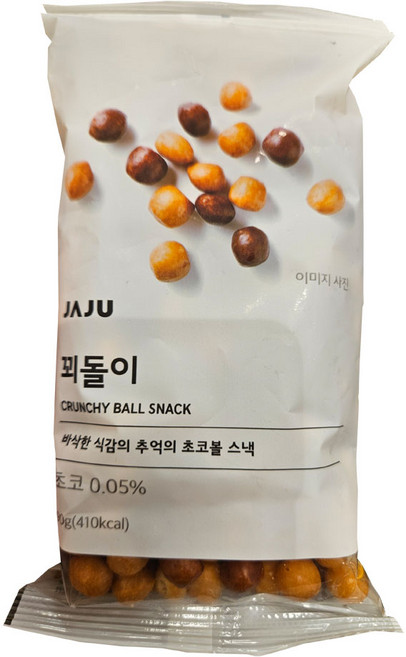 이미지 사진
JAJU
꾀돌이
CRUNCHY BALL SNACK
바삭한 식감의 추억의 초코볼 스낵
초코 0.05%
0g(410kcal)